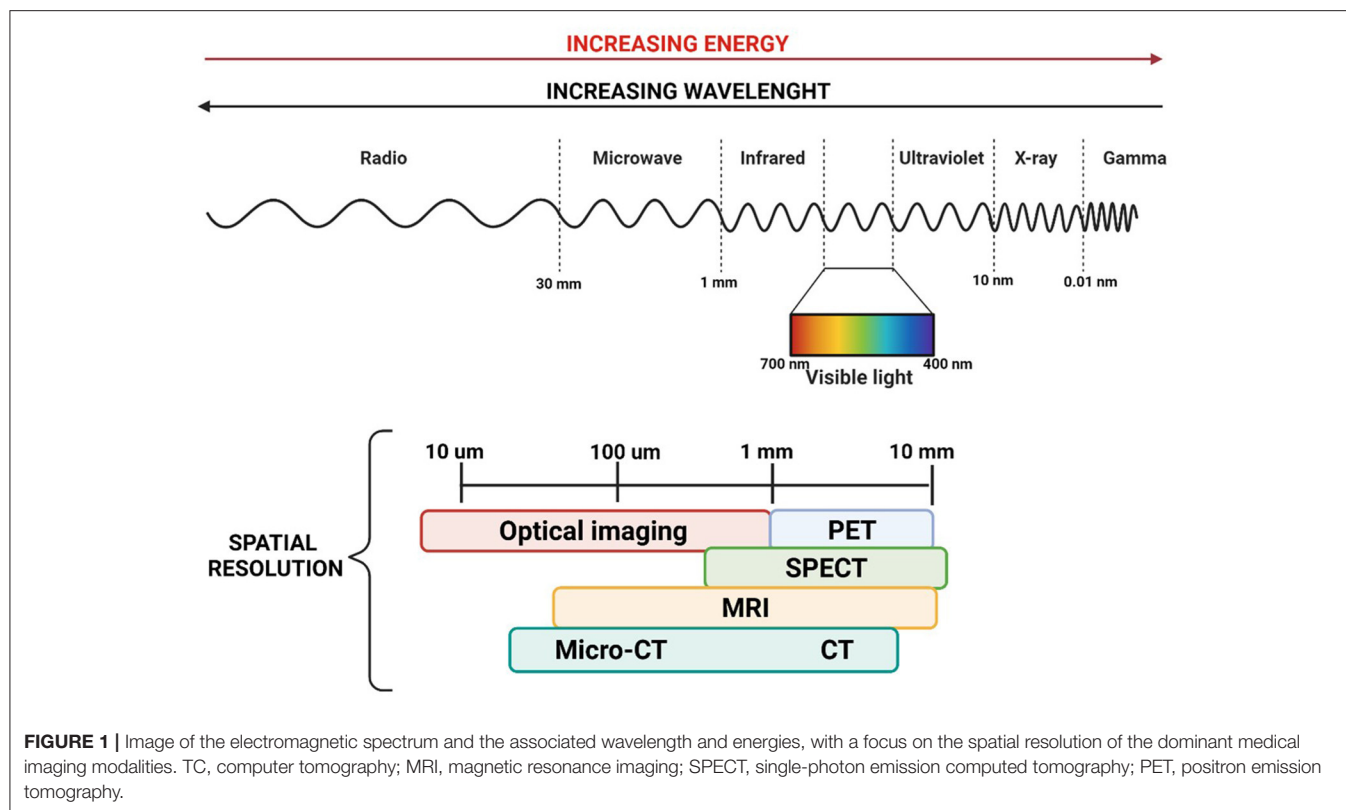 INCREASING ENERGY
INCREASING WAVELENGHT
Radio
Microwave
Infrared
Ultraviolet
X-ray
Gamma
30 mm
1 mm
10 nm
0.01 nm
700 nm
400 nm
Visible light
10 um
100 um
1 mm
10 mm
SPATIAL
RESOLUTION
Optical imaging
PET
SPECT
MRI
Micro-CT
CT
FIGURE 1 | Image of the electromagnetic spectrum and the associated wavelength and energies, with a focus on the spatial resolution of the dominant medical
imaging modalities. TC, computer tomography; MRI, magnetic resonance imaging; SPECT, single-photon emission computed tomography; PET, positron emission
tomography.